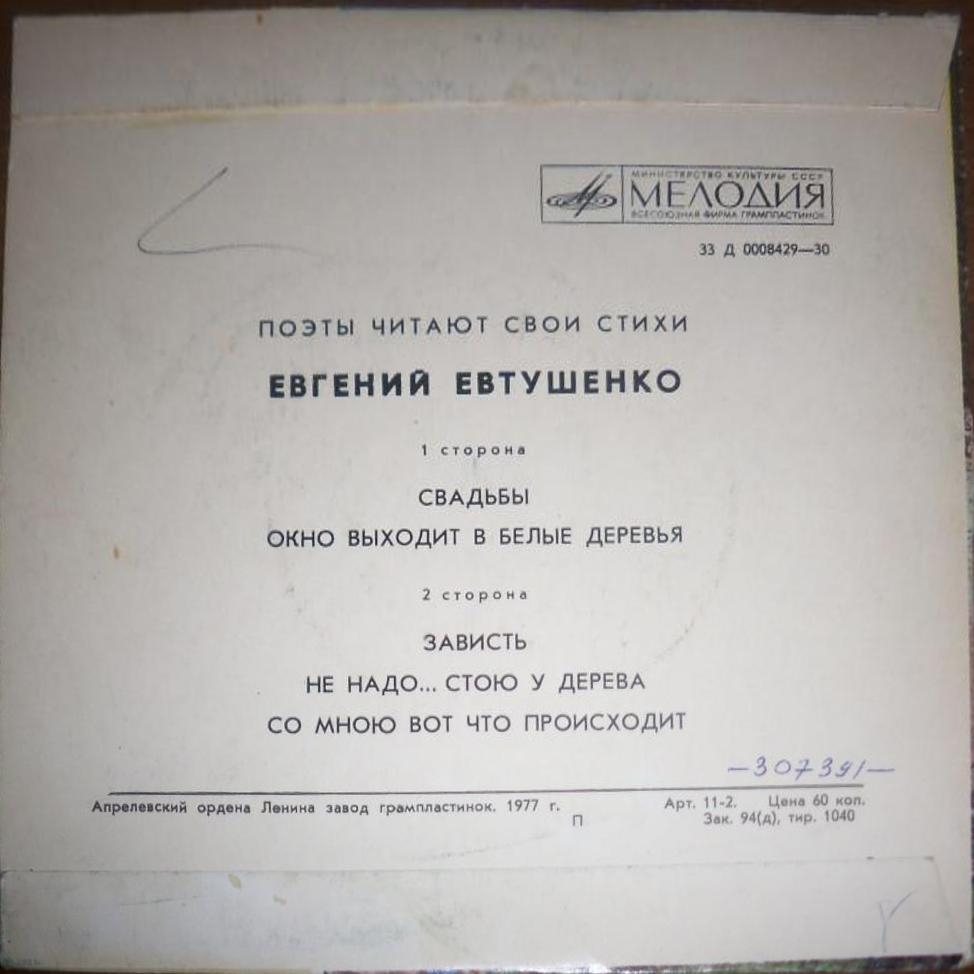 МИНИСТЕРСТВО КУЛЬТУРЫ СССР
МЕЛОДИЯ
ВСЕСОЮЗНАЯ ФИРМА ГРАМПЛАСТИНОК
33 Д 0008429—30
ПОЭТЫ ЧИТАЮТ СВОИ СТИХИ
ЕВГЕНИЙ ЕВТУШЕНКО
1 сторона
СВАДЬБЫ
ОКНО ВЫХОДИТ В БЕЛЫЕ ДЕРЕВЬЯ
2 сторона
ЗАВИСТЬ
НЕ НАДО... СТОЮ У ДЕРЕВА
СО МНОЮ ВОТ ЧТО ПРОИСХОДИТ
—307391—
Апрелевский ордена Ленина завод грампластинок. 1977 г.
П
Арт. 11-2. Цена 60 коп.
Зак. 94(д), тир. 1040